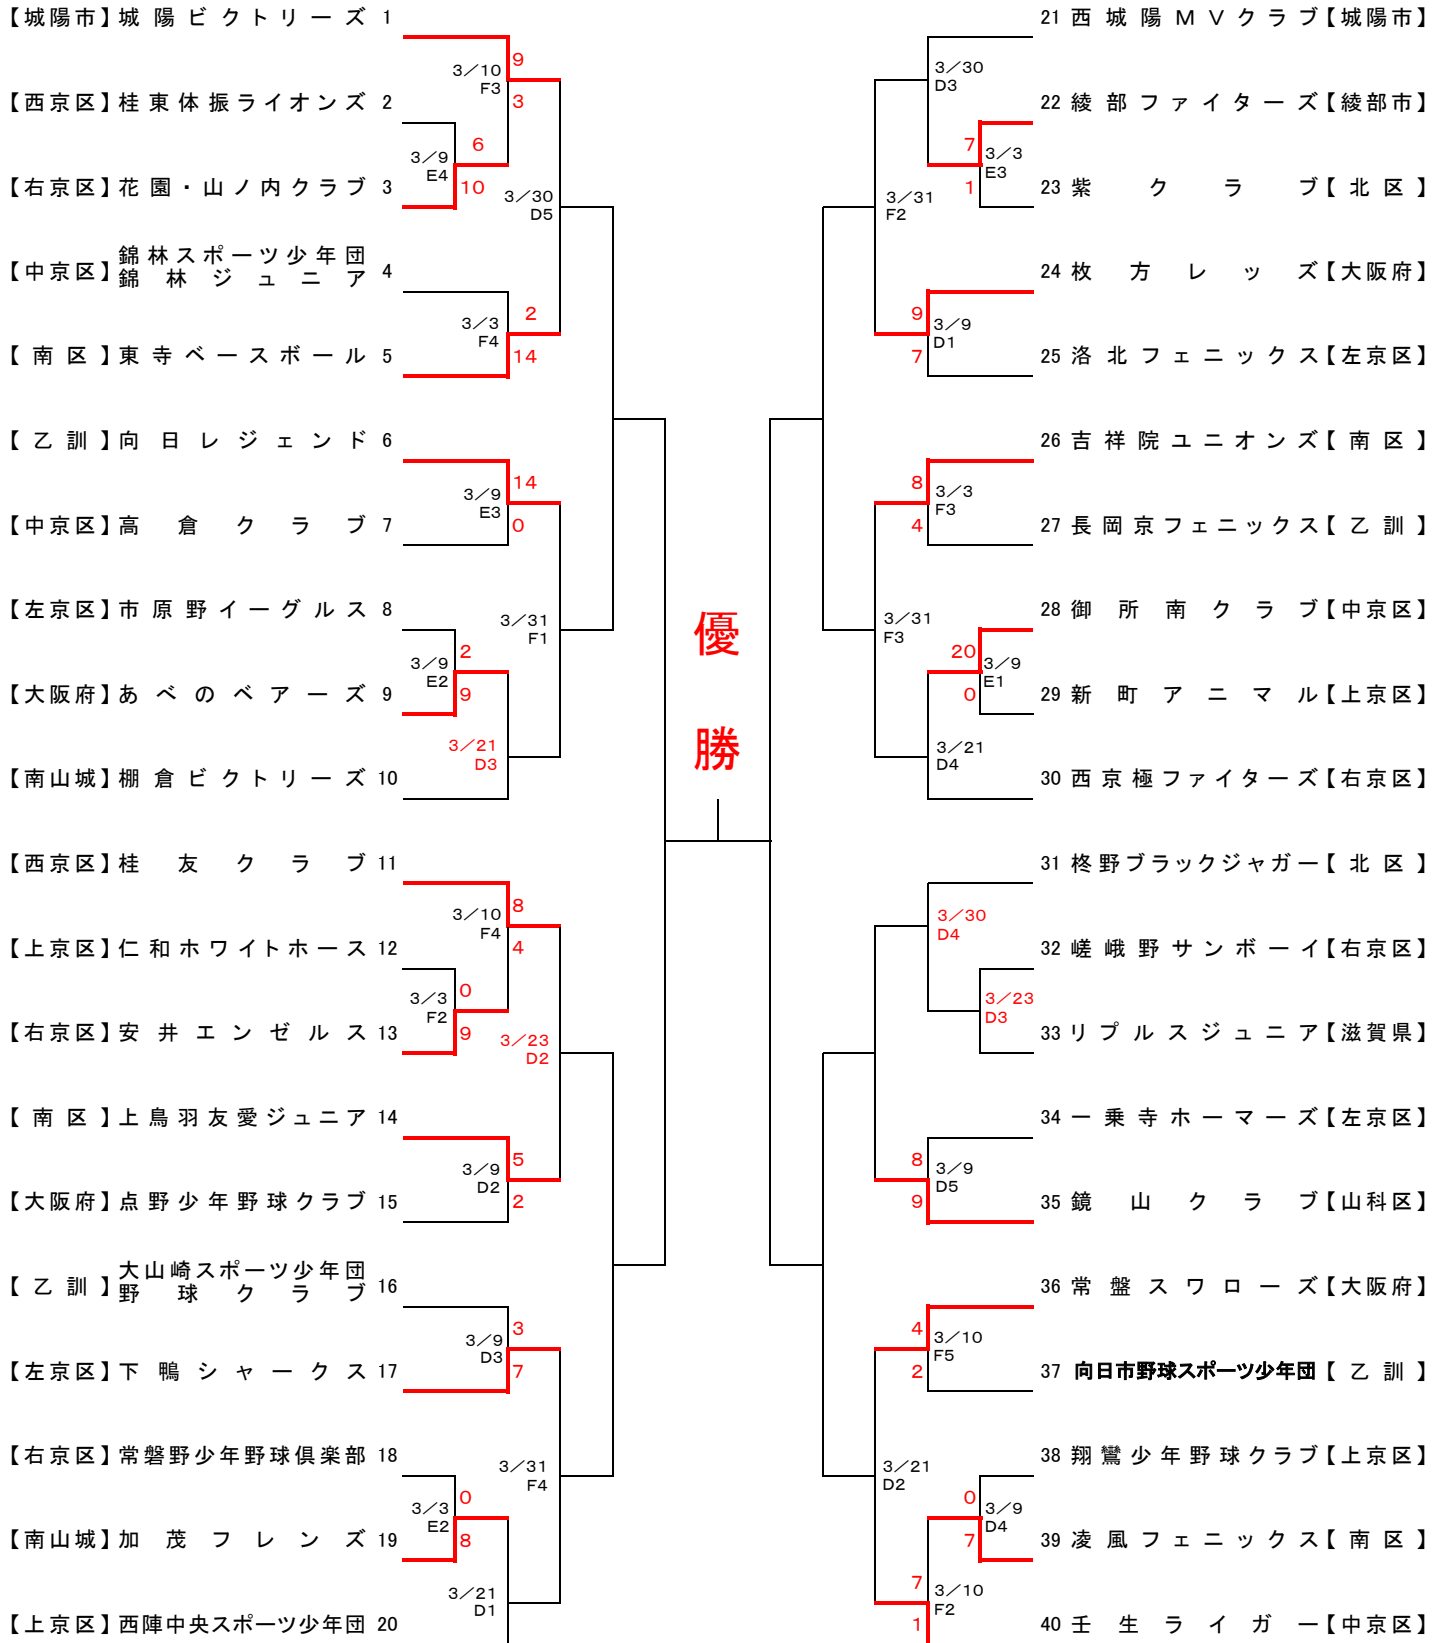 【城陽市】城陽ビクトリーズ 1
9
3／10
F3
3
【西京区】桂東体振ライオンズ 2
6
3／9
E4
10
【右京区】花園・山ノ内クラブ 3
3／30
D5
【中京区】錦林スポーツ少年団
錦林ジュニア 4
2
3／3
F4
14
【南区】東寺ベースボール 5
【乙訓】向日レジェンド 6
14
3／9
E3
0
【中京区】高倉クラブ 7
【左京区】市原野イーグルス 8
3／31
F1
2
3／9
E2
9
【大阪府】あべのベアーズ 9
3／21
D3
【南山城】棚倉ビクトリーズ 10
【西京区】桂友クラブ 11
8
3／10
F4
4
【上京区】仁和ホワイトホース 12
0
3／3
F2
9
【右京区】安井エンゼルス 13
3／23
D2
【南区】上鳥羽友愛ジュニア 14
5
3／9
D2
2
【大阪府】点野少年野球クラブ 15
【乙訓】大山崎スポーツ少年団
野球クラブ 16
3
3／9
D3
7
【左京区】下鴨シャークス 17
【右京区】常磐野少年野球倶楽部 18
3／31
F4
0
3／3
E2
8
【南山城】加茂フレンズ 19
3／21
D1
【上京区】西陣中央スポーツ少年団 20
優
勝
21 西城陽ＭＶクラブ【城陽市】
3／30
D3
22 綾部ファイターズ【綾部市】
7
3／3
E3
1
23 紫クラブ【北区】
3／31
F2
24 枚方レッズ【大阪府】
9
3／9
D1
7
25 洛北フェニックス【左京区】
26 吉祥院ユニオンズ【南区】
8
3／3
F3
4
27 長岡京フェニックス【乙訓】
28 御所南クラブ【中京区】
3／31
F3
20
3／9
E1
0
29 新町アニマル【上京区】
3／21
D4
30 西京極ファイターズ【右京区】
31 柊野ブラックジャガー【北区】
3／30
D4
32 嵯峨野サンボーイ【右京区】
3／23
D3
33 リプルスジュニア【滋賀県】
34 一乗寺ホーマーズ【左京区】
8
3／9
D5
9
35 鏡山クラブ【山科区】
36 常盤スワローズ【大阪府】
4
3／10
F5
2
37 向日市野球スポーツ少年団【乙訓】
38 翔鸞少年野球クラブ【上京区】
3／21
D2
0
3／9
D4
7
39 凌風フェニックス【南区】
7
3／10
F2
1
40 壬生ライガー【中京区】